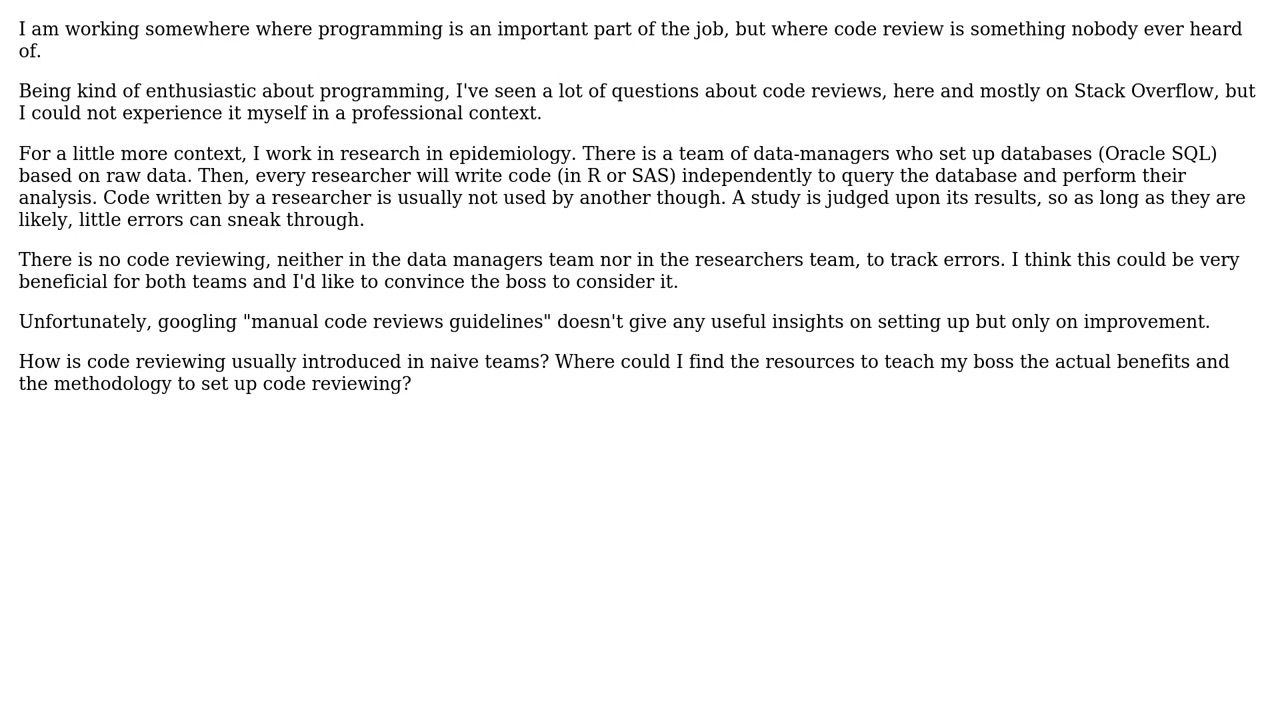 I am working somewhere where programming is an important part of the job, but where code review is something nobody ever heard
of.
Being kind of enthusiastic about programming, I've seen a lot of questions about code reviews, here and mostly on Stack Overflow, but
I could not experience it myself in a professional context.
For a little more context, I work in research in epidemiology. There is a team of data-managers who set up databases (Oracle SQL)
based on raw data. Then, every researcher will write code (in R or SAS) independently to query the database and perform their
analysis. Code written by a researcher is usually not used by another though. A study is judged upon its results, so as long as they are
likely, little errors can sneak through.
There is no code reviewing, neither in the data managers team nor in the researchers team, to track errors. I think this could be very
beneficial for both teams and I'd like to convince the boss to consider it.
Unfortunately, googling "manual code reviews guidelines" doesn't give any useful insights on setting up but only on improvement.
How is code reviewing usually introduced in naive teams? Where could I find the resources to teach my boss the actual benefits and
the methodology to set up code reviewing?